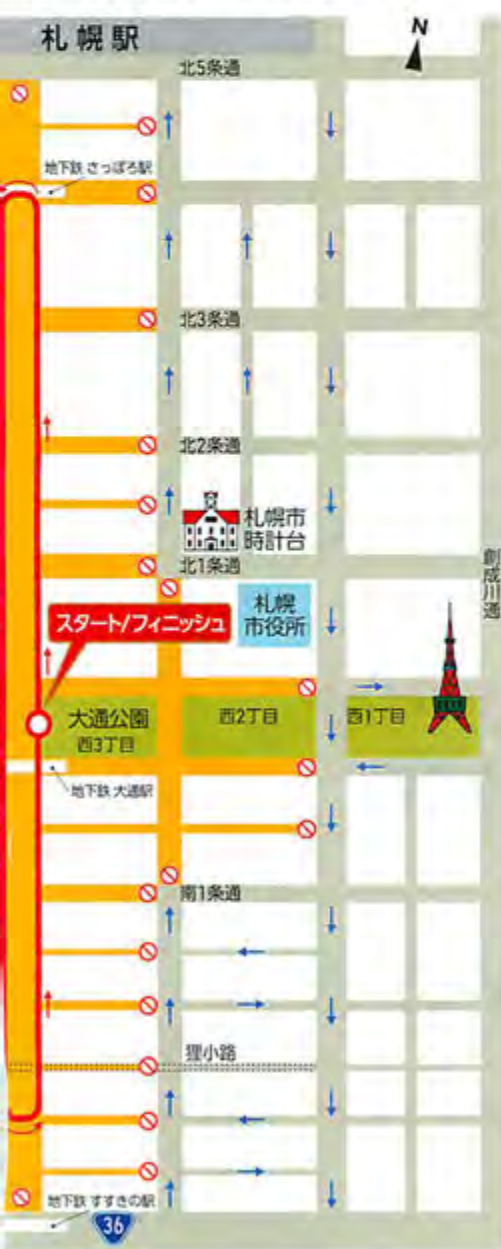 札幌駅
N
北5条通
地下鉄 さっぽろ駅
北3条通
北2条通
札幌市
時計台
北1条通
創成川通
札幌
市役所
スタート/フィニッシュ
大通公園
西3丁目
西2丁目
西1丁目
地下鉄 大通駅
南1条通
狸小路
地下鉄 すすきの駅
36